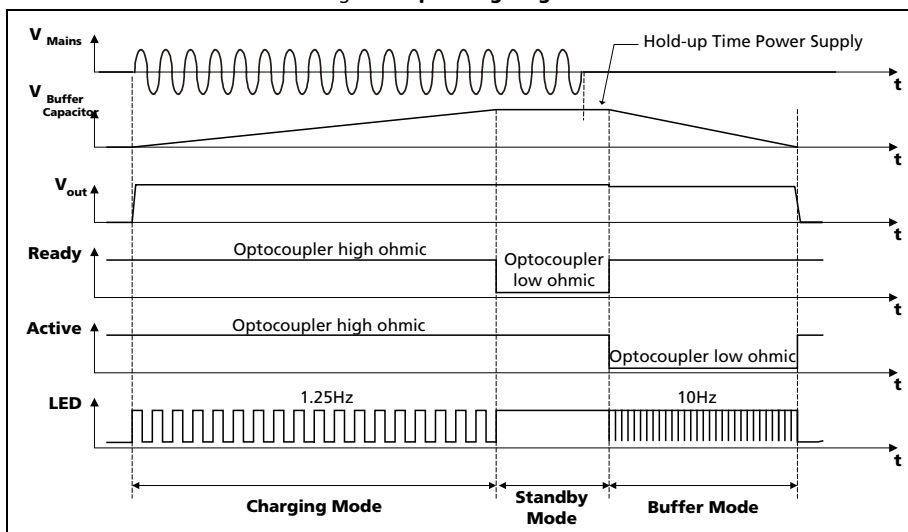 V Mains
Hold-up Time Power Supply
t
V Buffer
Capacitor
t
Vout
t
Ready
Optocoupler high ohmic
Optocoupler
low ohmic
t
Active
Optocoupler high ohmic
Optocoupler low ohmic
t
LED
1.25Hz
10Hz
t
Charging Mode
Standby
Mode
Buffer Mode